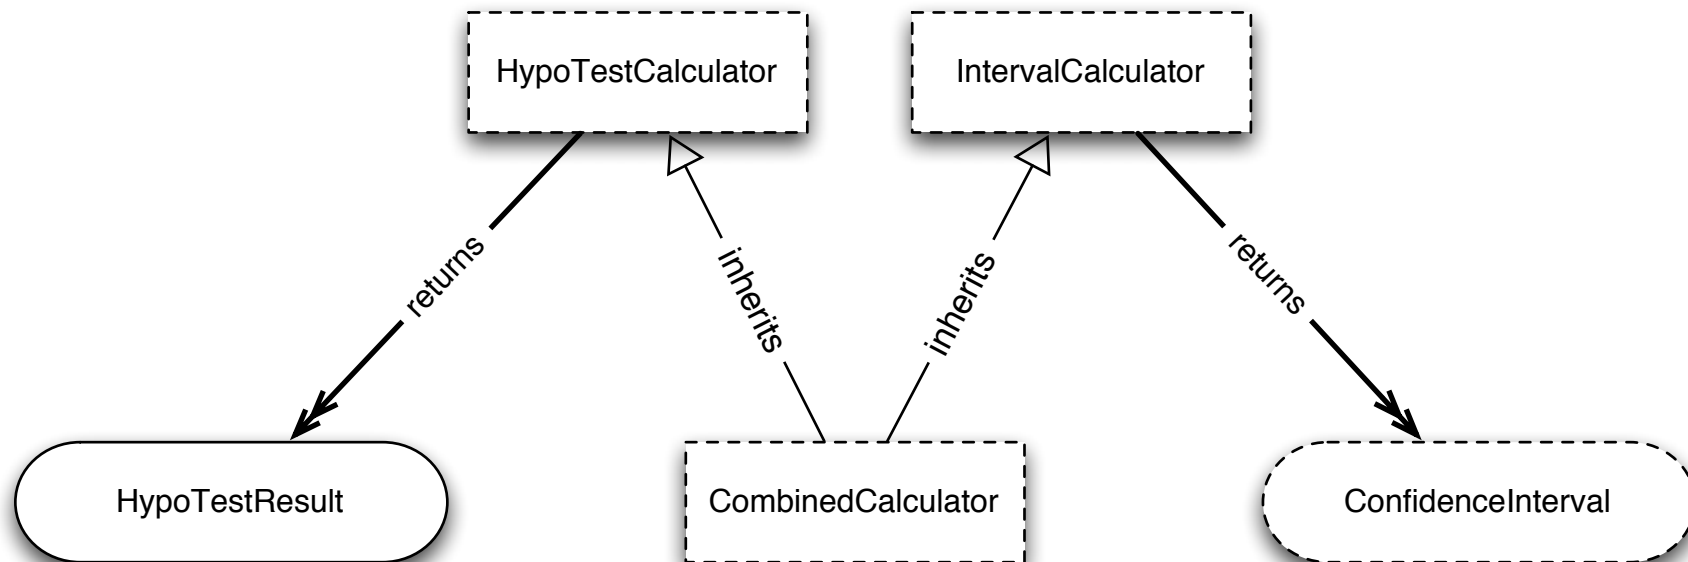 HypoTestCalculator
IntervalCalculator
returns
inherits
inherits
returns
HypoTestResult
CombinedCalculator
ConfidenceInterval